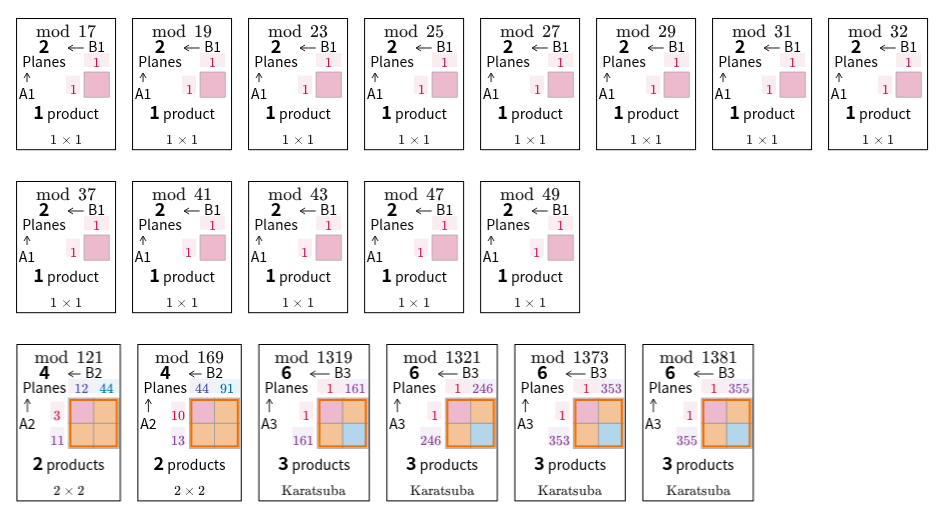 mod 17 mod 19 mod 23 mod 25 mod 27 mod 29 mod 31 mod 32
2 ← B1 2 ← B1 2 ← B1 2 ← B1 2 ← B1 2 ← B1 2 ← B1 2 ← B1
Planes 1 Planes 1 Planes 1 Planes 1 Planes 1 Planes 1 Planes 1 Planes 1
↑ 1 ↑ 1 ↑ 1 ↑ 1 ↑ 1 ↑ 1 ↑ 1 ↑ 1
A1 A1 A1 A1 A1 A1 A1 A1
1 product 1 product 1 product 1 product 1 product 1 product 1 product 1 product
1 × 1 1 × 1 1 × 1 1 × 1 1 × 1 1 × 1 1 × 1 1 × 1
mod 37 mod 41 mod 43 mod 47 mod 49
2 ← B1 2 ← B1 2 ← B1 2 ← B1 2 ← B1
Planes 1 Planes 1 Planes 1 Planes 1 Planes 1
↑ 1 ↑ 1 ↑ 1 ↑ 1 ↑ 1
A1 A1 A1 A1 A1
1 product 1 product 1 product 1 product 1 product
1 × 1 1 × 1 1 × 1 1 × 1 1 × 1
mod 121 mod 169 mod 1319 mod 1321 mod 1373 mod 1381
4 ← B2 4 ← B2 6 ← B3 6 ← B3 6 ← B3 6 ← B3
Planes 12 44 Planes 44 91 Planes 1 161 Planes 1 246 Planes 1 353 Planes 1 355
↑ 3 ↑ 10 ↑ 1 ↑ 1 ↑ 1 ↑ 1
A2 A2 A3 A3 A3 A3
11 13 161 246 353 355
2 products 2 products 3 products 3 products 3 products 3 products
2 × 2 2 × 2 Karatsuba Karatsuba Karatsuba Karatsuba